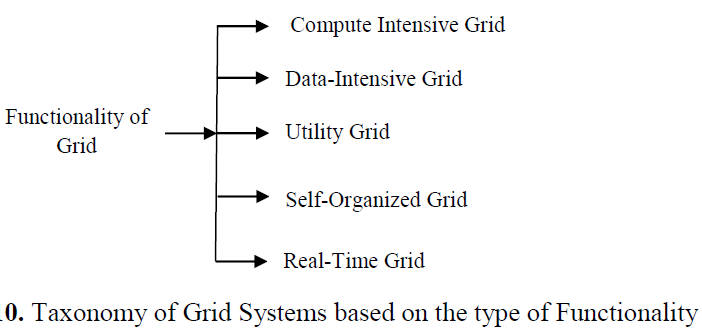 Compute Intensive Grid
Data-Intensive Grid
Functionality of
Grid
Utility Grid
Self-Organized Grid
Real-Time Grid
0. Taxonomy of Grid Systems based on the type of Functionality